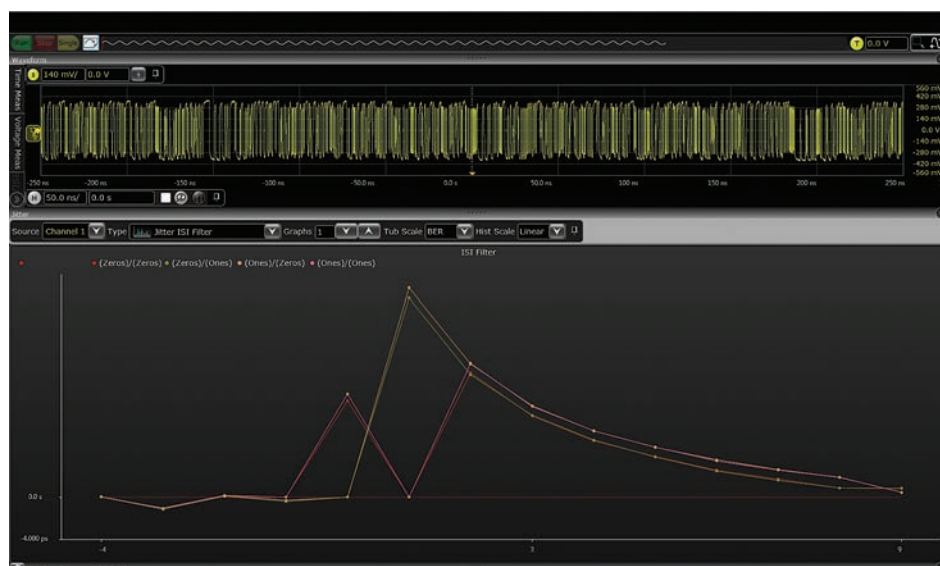 Run Stop Single T 0.0 V
Waveform
140 mV/ 0.0 V
Time Meas
Voltage Meas
560 mV
420 mV
280 mV
140 mV
0.0 V
-140 mV
-280 mV
-420 mV
-560 mV
-250 ns -200 ns -150 ns -100 ns -50.0 ns 0.0 s 50.0 ns 100 ns 150 ns 200 ns 250 ns
H 50.0 ns/ 0.0 s
Jitter
Source Channel 1 Type Jitter ISI Filter Graphs 1 Tub Scale BER Hist Scale Linear
ISI Filter
(Zeros)/(Zeros) (Zeros)/(Ones) (Ones)/(Zeros) (Ones)/(Ones)
0.0 s
-4.000 ps
-4 3 9